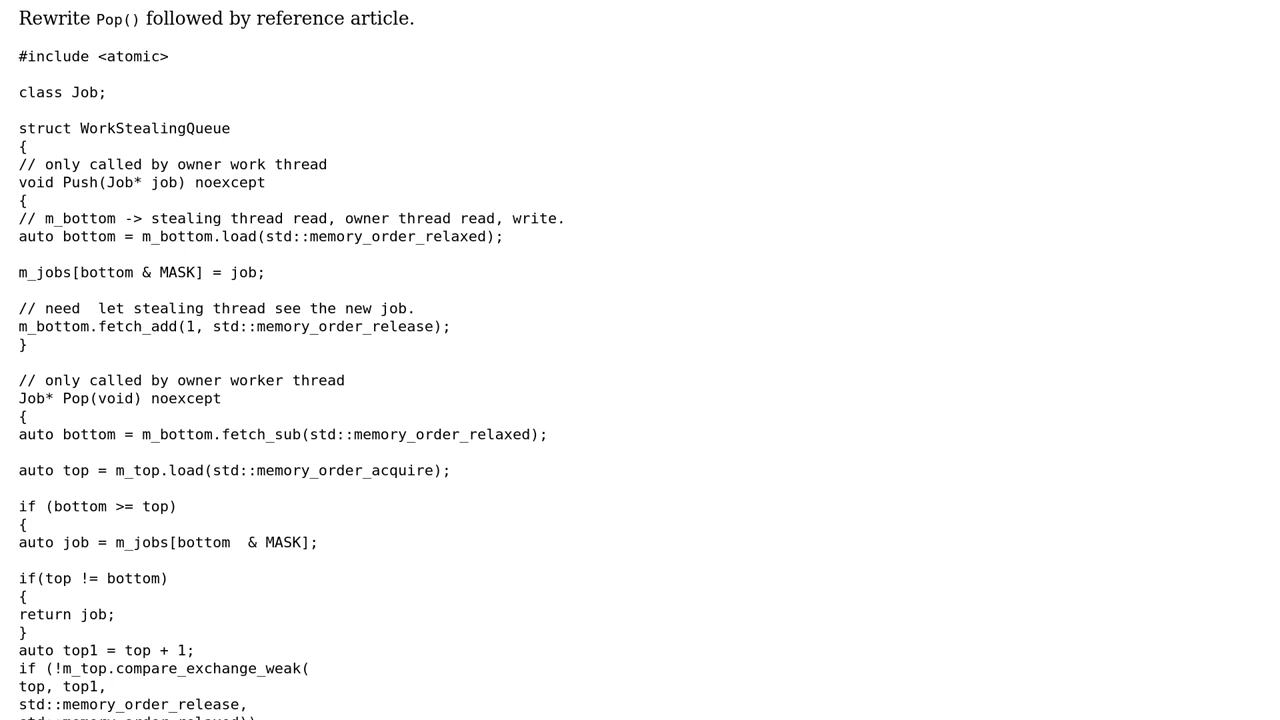 Rewrite Pop() followed by reference article.
#include <atomic>
class Job;
struct WorkStealingQueue
{
// only called by owner work thread
void Push(Job* job) noexcept
{
// m_bottom -> stealing thread read, owner thread read, write.
auto bottom = m_bottom.load(std::memory_order_relaxed);
m_jobs[bottom & MASK] = job;
// need  let stealing thread see the new job.
m_bottom.fetch_add(1, std::memory_order_release);
}
// only called by owner worker thread
Job* Pop(void) noexcept
{
auto bottom = m_bottom.fetch_sub(std::memory_order_relaxed);
auto top = m_top.load(std::memory_order_acquire);
if (bottom >= top)
{
auto job = m_jobs[bottom  & MASK];
if(top != bottom)
{
return job;
}
auto top1 = top + 1;
if (!m_top.compare_exchange_weak(
top, top1,
std::memory_order_release,
std::memory_order_relaxed))